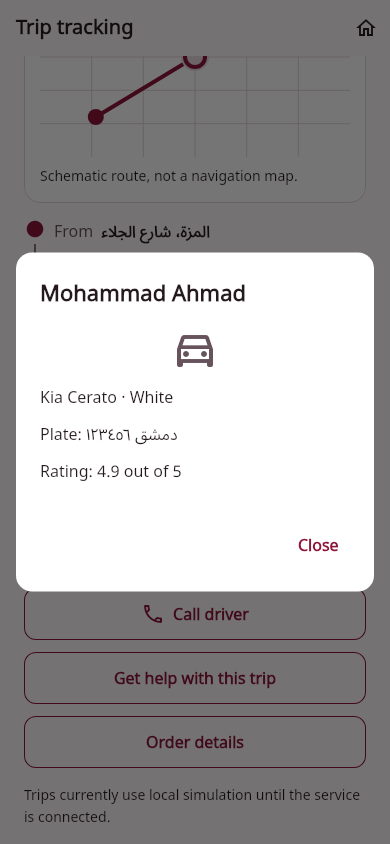 Trip tracking
Schematic route, not a navigation map.
From المزة، شارع الجلاء
Mohammad Ahmad
Kia Cerato · White
Plate: دمشق ١٢٣٤٥٦
Rating: 4.9 out of 5
Close
Call driver
Get help with this trip
Order details
Trips currently use local simulation until the service
is connected.